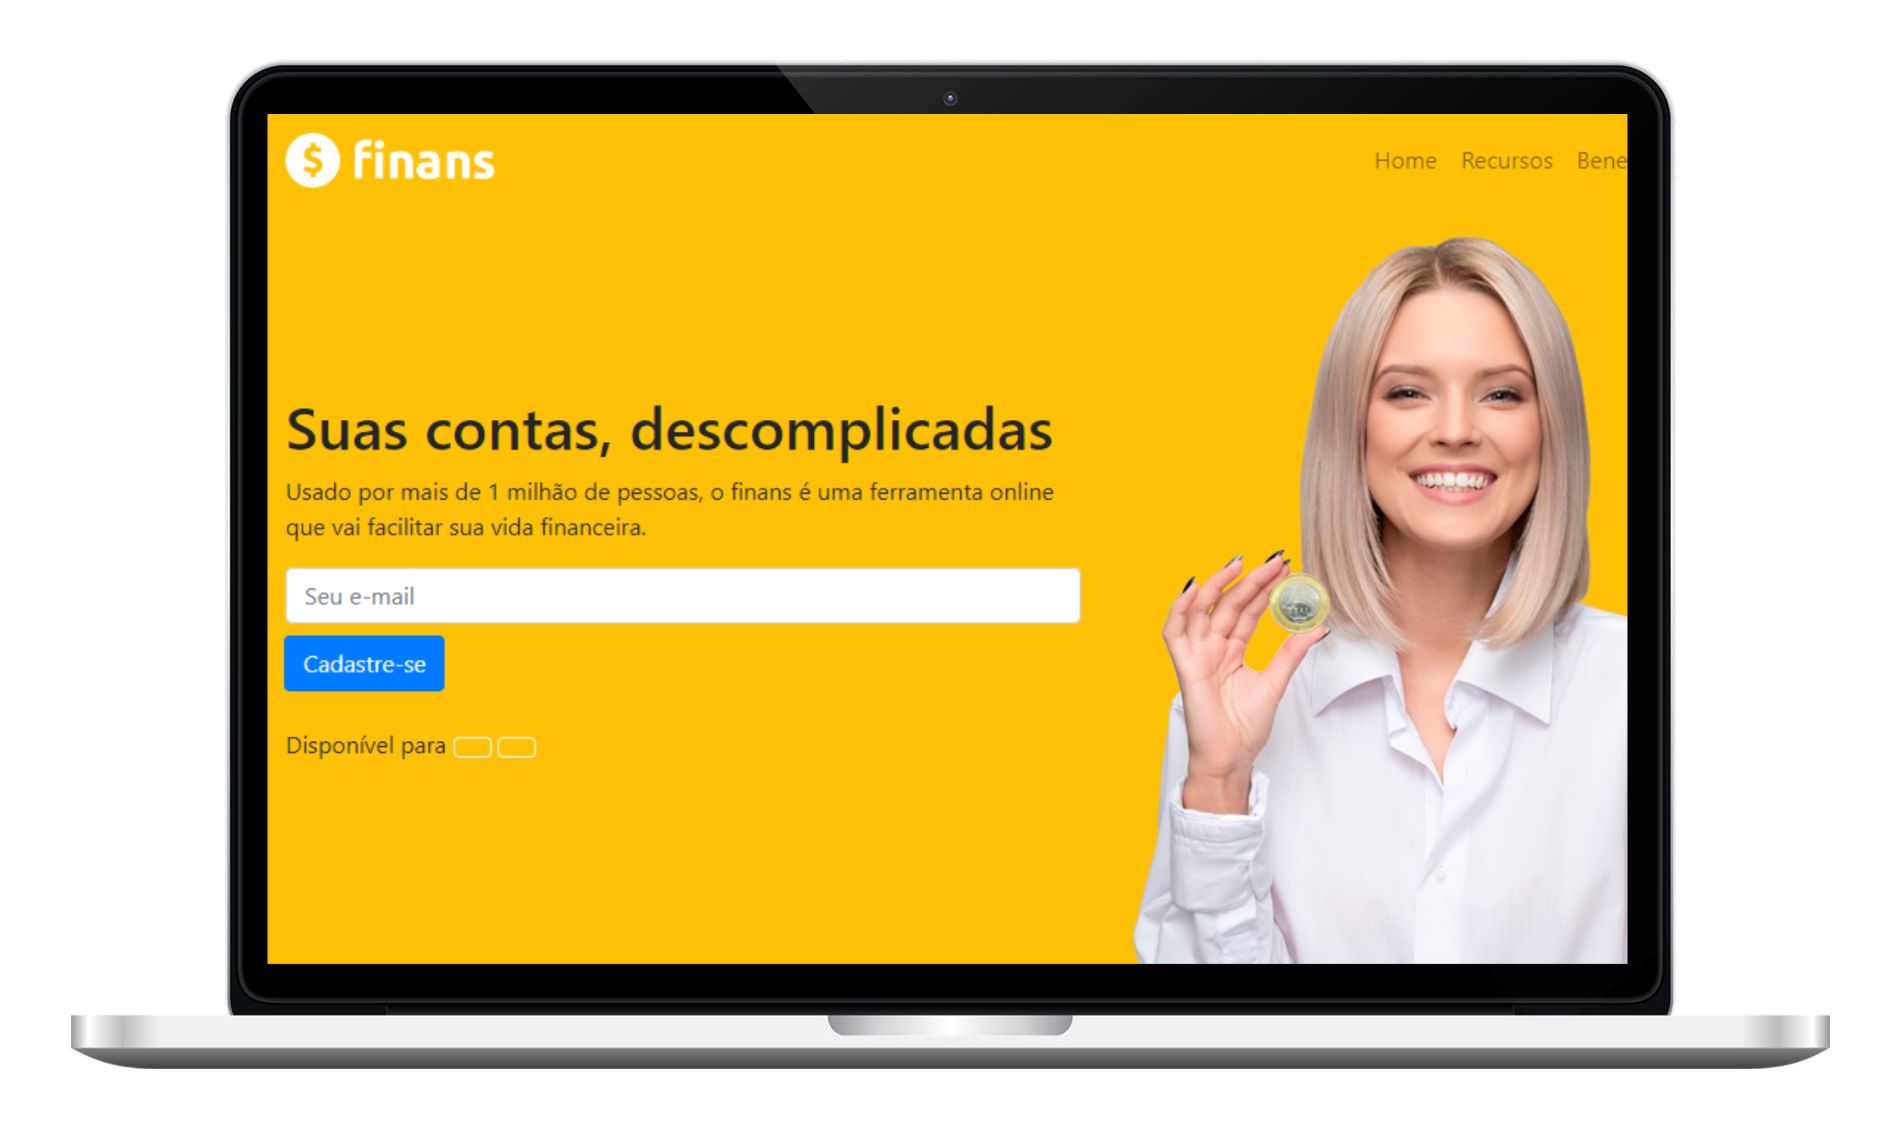 $ finans
Home Recursos Bene
Suas contas, descomplicadas
Usado por mais de 1 milhão de pessoas, o finans é uma ferramenta online
que vai facilitar sua vida financeira.
Seu e-mail
Cadastre-se
Disponível para